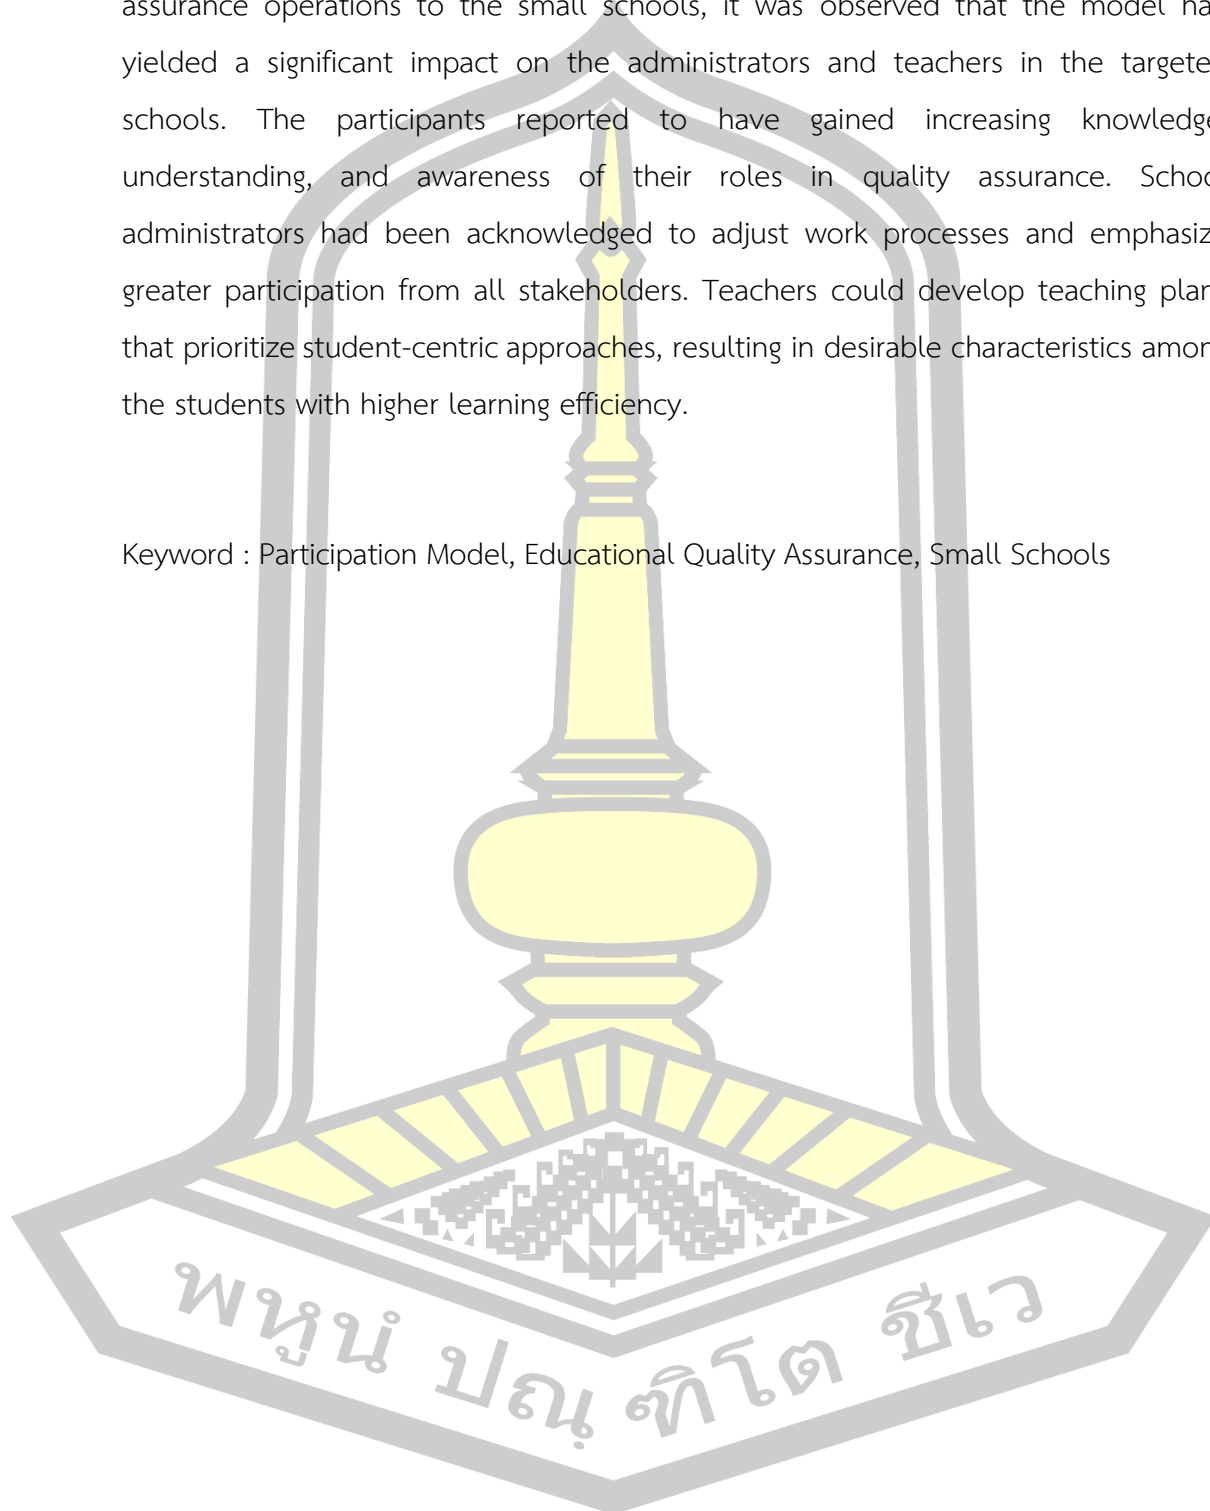 assurance operations to the small schools, it was observed that the model ha
yielded a significant impact on the administrators and teachers in the targete
schools. The participants reported to have gained increasing knowledge
understanding, and awareness of their roles in quality assurance. Schoo
administrators had been acknowledged to adjust work processes and emphasiz
greater participation from all stakeholders. Teachers could develop teaching plan
that prioritize student-centric approaches, resulting in desirable characteristics amon
the students with higher learning efficiency.
Keyword : Participation Model, Educational Quality Assurance, Small Schools
พหูนํ ปณฺฑิโต ชีเว